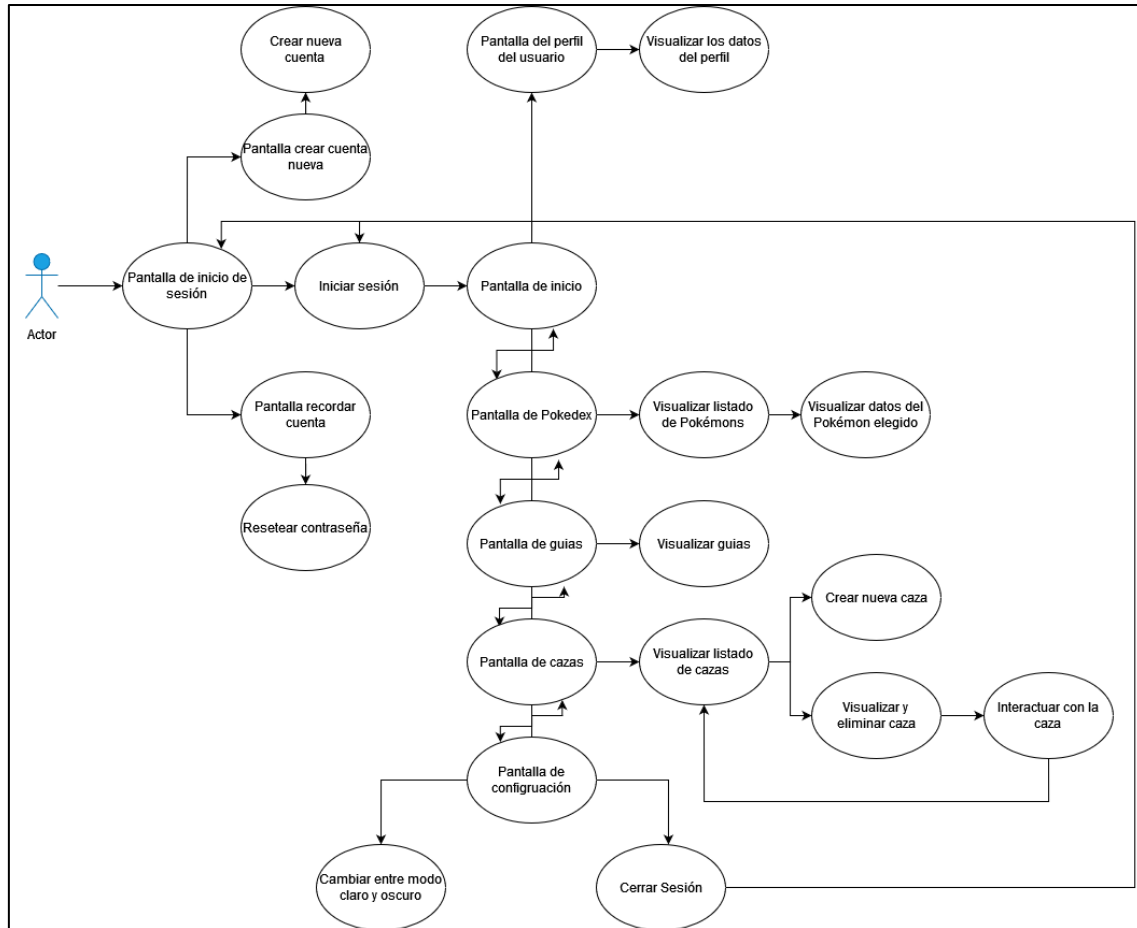 Crear nueva
cuenta
Pantalla del perfil
del usuario
Visualizar los datos
del perfil
Pantalla crear cuenta
nueva
Actor
Pantalla de inicio de
sesión
Iniciar sesión
Pantalla de inicio
Pantalla recordar
cuenta
Pantalla de Pokedex
Visualizar listado
de Pokémons
Visualizar datos del
Pokémon elegido
Resetear contraseña
Pantalla de guias
Visualizar guias
Crear nueva caza
Pantalla de cazas
Visualizar listado
de cazas
Visualizar y
eliminar caza
Interactuar con la
caza
Pantalla de
configruación
Cambiar entre modo
claro y oscuro
Cerrar Sesión